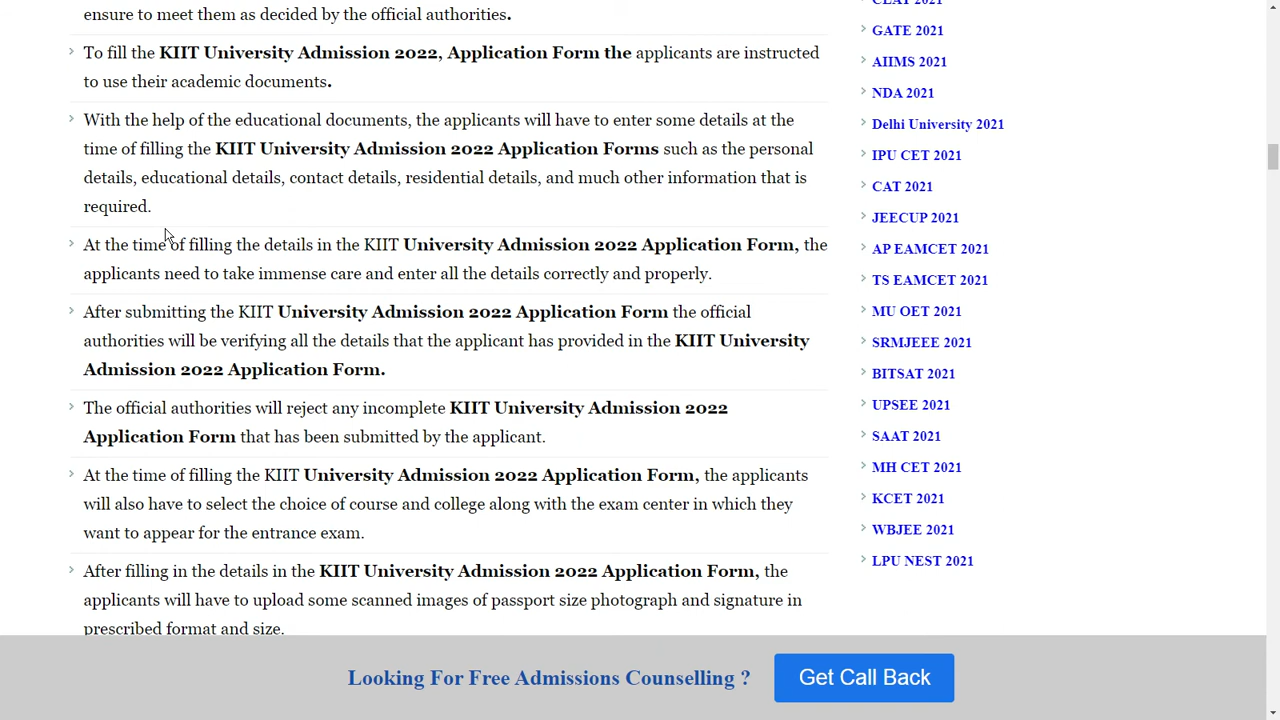 ensure to meet them as decided by the official authorities.
To fill the KIIT University Admission 2022, Application Form the applicants are instructed
to use their academic documents.
With the help of the educational documents, the applicants will have to enter some details at the
time of filling the KIIT University Admission 2022 Application Forms such as the personal
details, educational details, contact details, residential details, and much other information that is
required.
At the time of filling the details in the KIIT University Admission 2022 Application Form, the
applicants need to take immense care and enter all the details correctly and properly.
After submitting the KIIT University Admission 2022 Application Form the official
authorities will be verifying all the details that the applicant has provided in the KIIT University
Admission 2022 Application Form.
The official authorities will reject any incomplete KIIT University Admission 2022
Application Form that has been submitted by the applicant.
At the time of filling the KIIT University Admission 2022 Application Form, the applicants
will also have to select the choice of course and college along with the exam center in which they
want to appear for the entrance exam.
After filling in the details in the KIIT University Admission 2022 Application Form, the
applicants will have to upload some scanned images of passport size photograph and signature in
prescribed format and size.
CLAT 2021
GATE 2021
AIIMS 2021
NDA 2021
Delhi University 2021
IPU CET 2021
CAT 2021
JEECUP 2021
AP EAMCET 2021
TS EAMCET 2021
MU OET 2021
SRMJEEE 2021
BITSAT 2021
UPSEE 2021
SAAT 2021
MH CET 2021
KCET 2021
WBJEE 2021
LPU NEST 2021
Looking For Free Admissions Counselling ?
Get Call Back